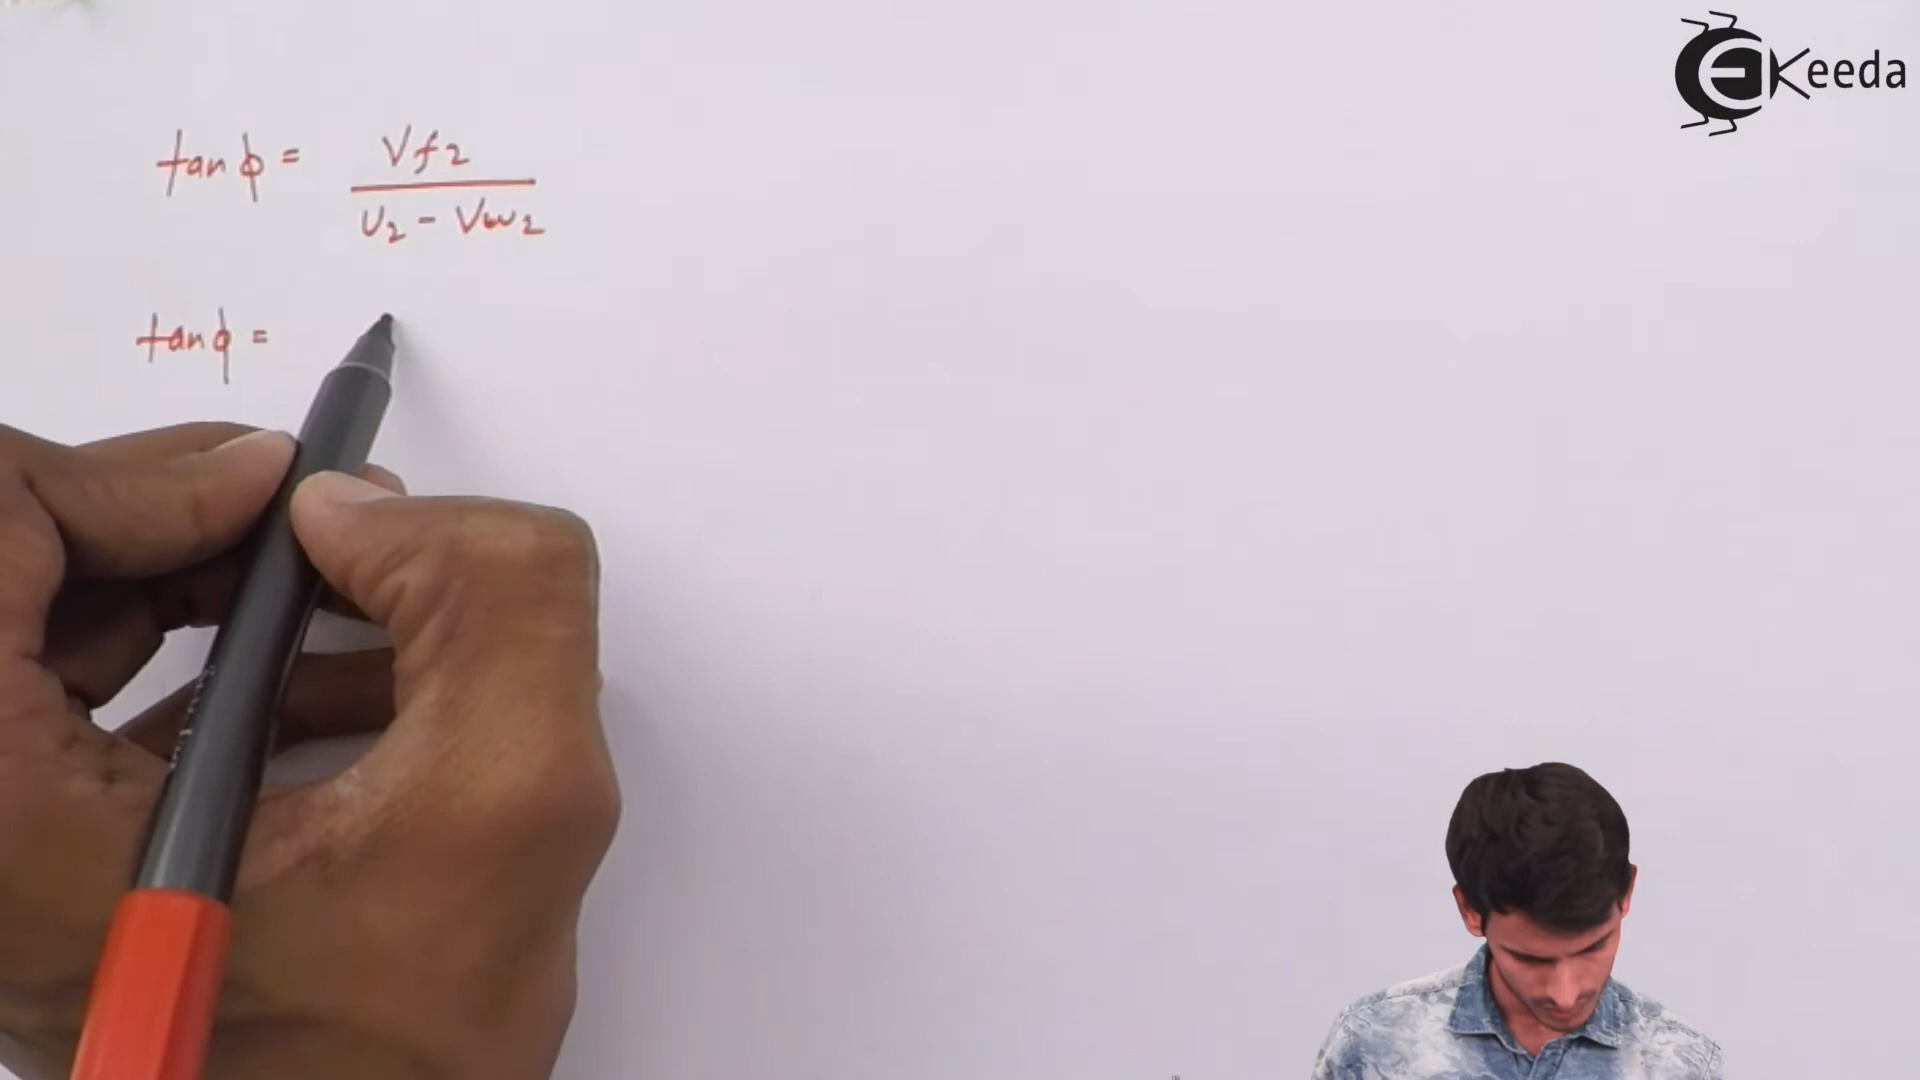 EKeeda
tan ϕ = Vf2 / U2 - Vw2
tan ϕ =